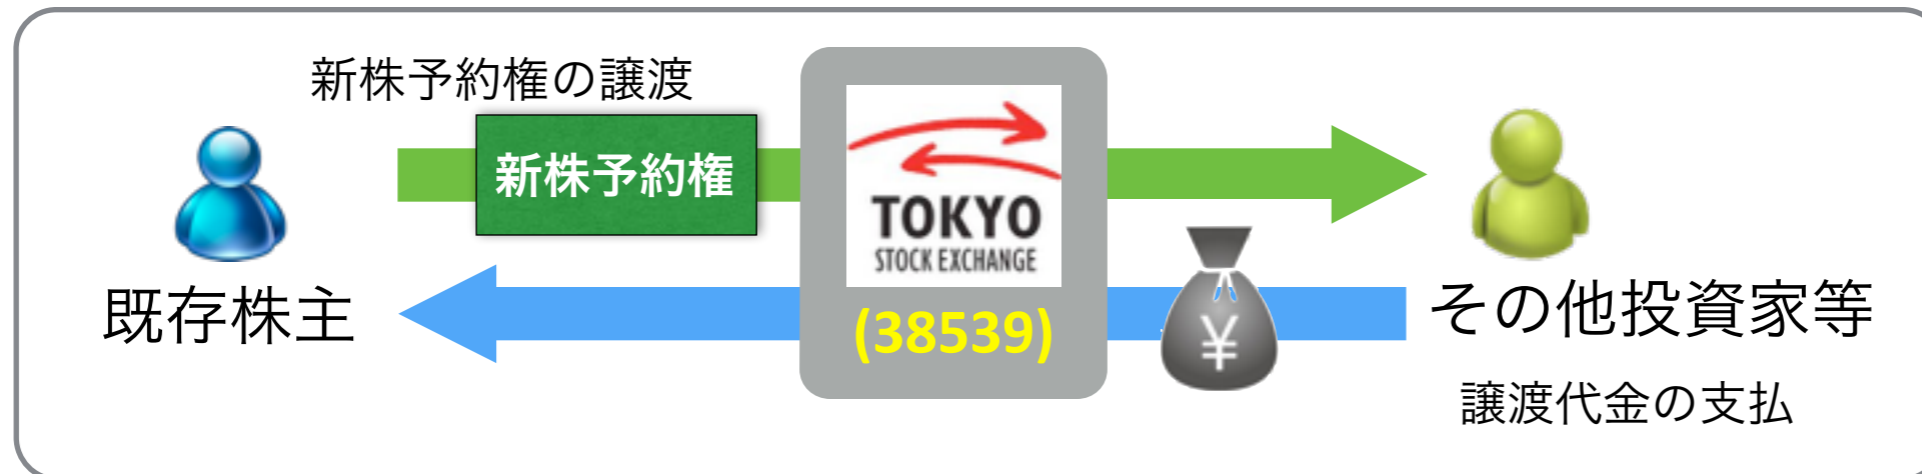 新株予約権の譲渡
新株予約権
TOKYO
STOCK EXCHANGE
(38539)
¥
既存株主
その他投資家等
譲渡代金の支払